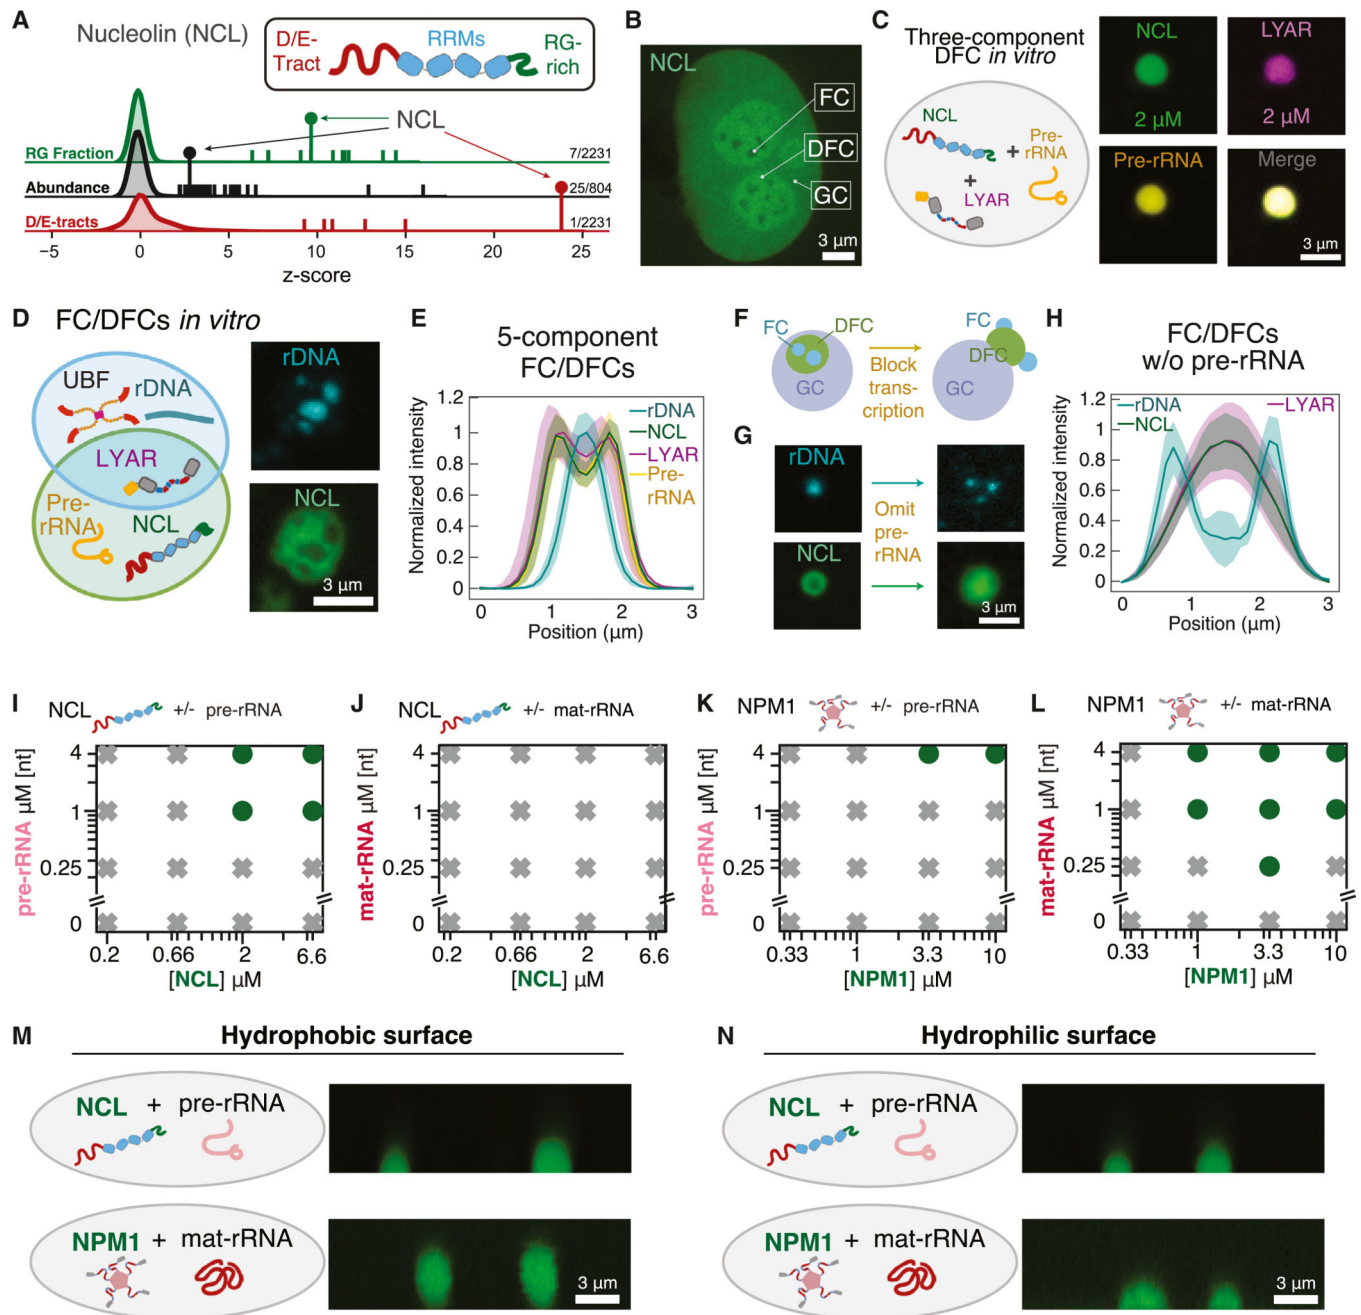 A
Nucleolin (NCL)
D/E-
Tract
RRMs
RG-
rich
NCL
RG Fraction
7/2231
Abundance
25/804
D/E-tracts
1/2231
−5
0
5
10
15
20
25
z-score
B
NCL
FC
DFC
GC
3 µm
C
Three-component
DFC in vitro
NCL
+
Pre-
rRNA
+
LYAR
NCL
2 µM
LYAR
2 µM
Pre-rRNA
Merge
3 µm
D
FC/DFCs in vitro
UBF
rDNA
LYAR
Pre-
rRNA
NCL
rDNA
NCL
3 µm
E
5-component
FC/DFCs
Normalized intensity
1.2
1
0.8
0.6
0.4
0.2
0
rDNA
NCL
LYAR
Pre-
rRNA
0
1
2
3
Position (µm)
F
FC
DFC
GC
Block
trans-
cription
FC
DFC
GC
G
rDNA
NCL
Omit
pre-
rRNA
3 µm
H
FC/DFCs
w/o pre-rRNA
Normalized intensity
1.2
1
0.8
0.6
0.4
0.2
0
rDNA
NCL
LYAR
0
1
2
3
Position (µm)
I
NCL +/- pre-rRNA
pre-rRNA µM [nt]
4
1
0.25
0
0.2
0.66
2
6.6
[NCL] µM
J
NCL +/- mat-rRNA
mat-rRNA µM [nt]
4
1
0.25
0
0.2
0.66
2
6.6
[NCL] µM
K
NPM1 +/- pre-rRNA
pre-rRNA µM [nt]
4
1
0.25
0
0.33
1
3.3
10
[NPM1] µM
L
NPM1 +/- mat-rRNA
mat-rRNA µM [nt]
4
1
0.25
0
0.33
1
3.3
10
[NPM1] µM
M
Hydrophobic surface
NCL + pre-rRNA
NPM1 + mat-rRNA
3 µm
N
Hydrophilic surface
NCL + pre-rRNA
NPM1 + mat-rRNA
3 µm